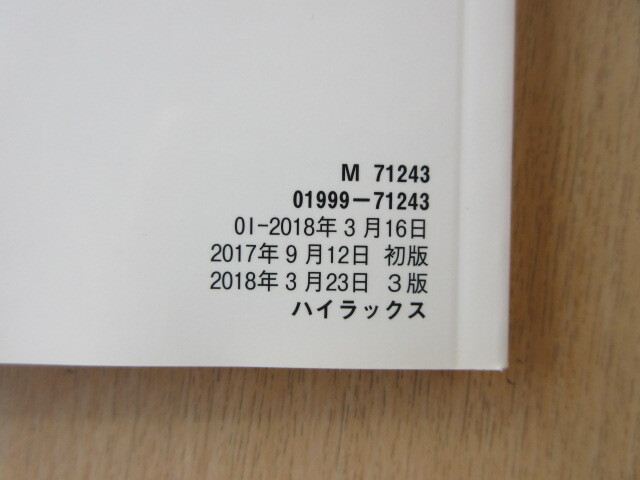 M 71243
01999-71243
OI-2018年3月16日
2017年9月12日 初版
2018年3月23日 3版
ハイラックス